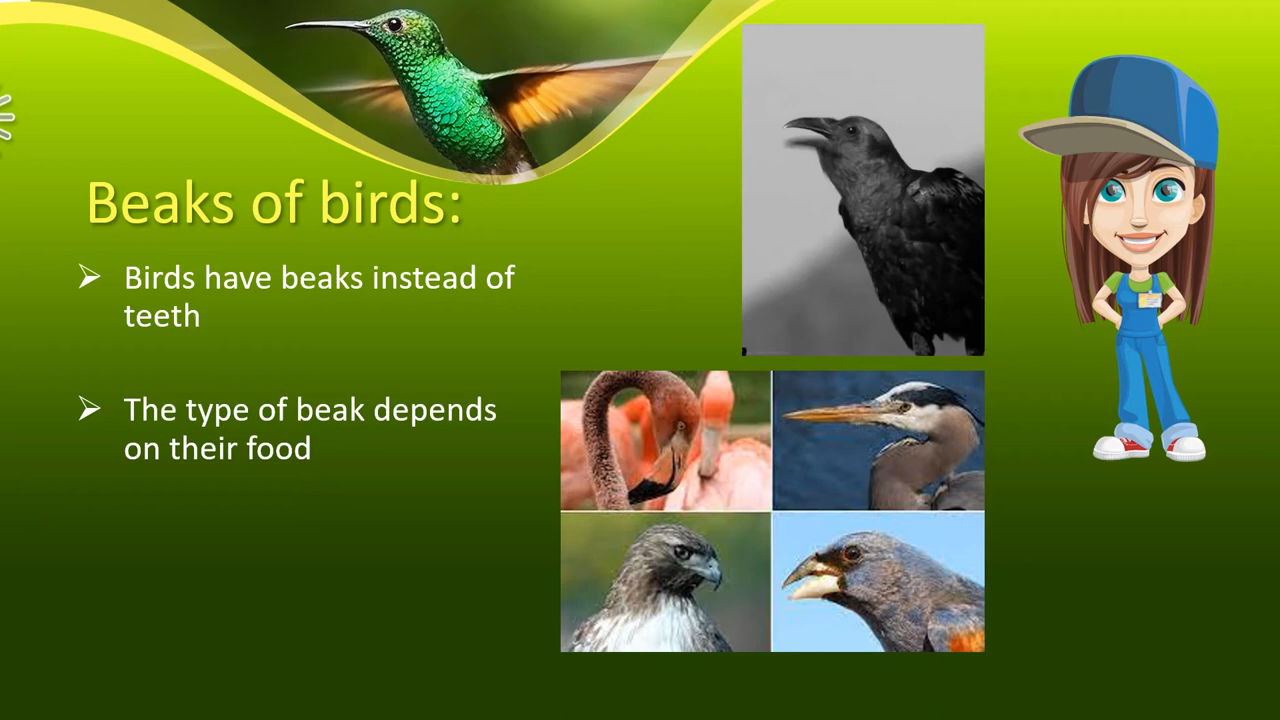 Beaks of birds:
Birds have beaks instead of
teeth
The type of beak depends
on their food